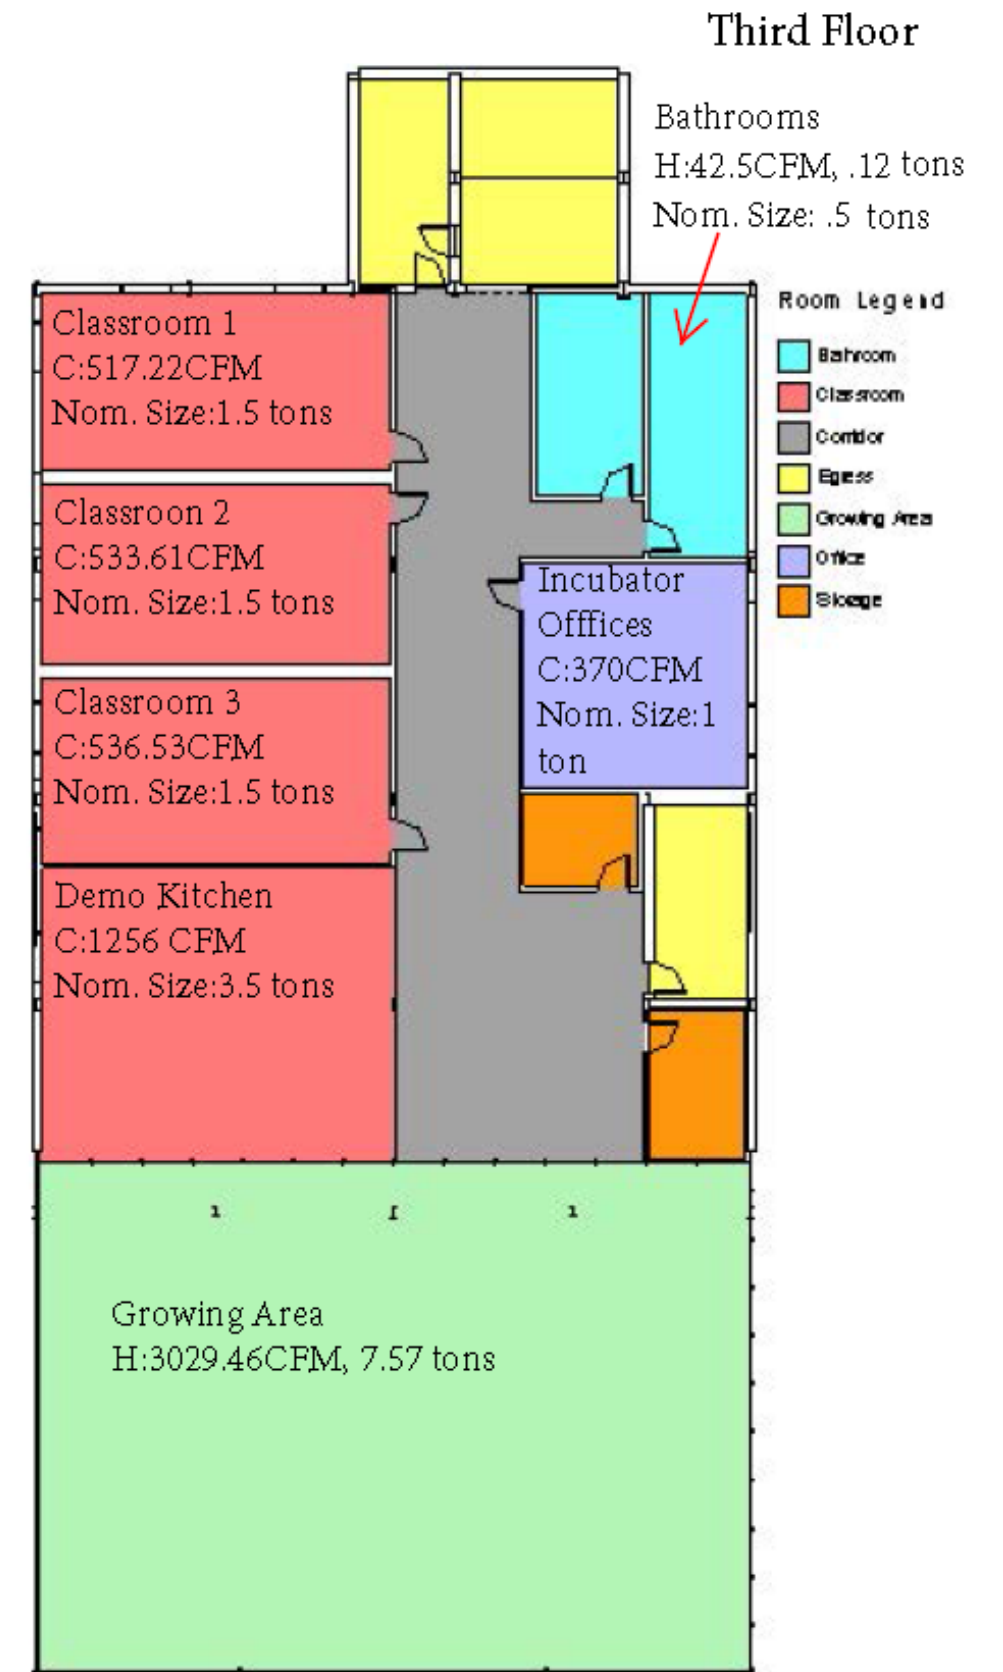 Third Floor
Bathrooms
H:42.5CFM, .12 tons
Nom. Size: .5 tons
Room Legend
Bathroom
Classroom
Corridor
Egress
Growing Area
Office
Storage
Classroom 1
C:517.22CFM
Nom. Size:1.5 tons
Classroon 2
C:533.61CFM
Nom. Size:1.5 tons
Incubator
Offfices
C:370CFM
Nom. Size:1
ton
Classroom 3
C:536.53CFM
Nom. Size:1.5 tons
Demo Kitchen
C:1256 CFM
Nom. Size:3.5 tons
Growing Area
H:3029.46CFM, 7.57 tons